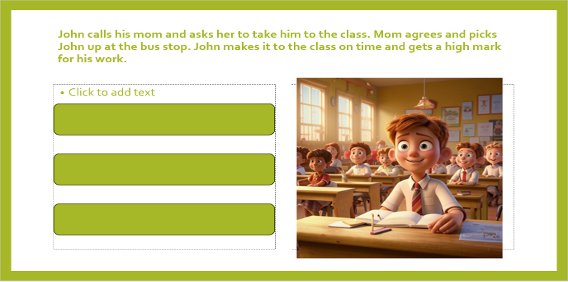 John calls his mom and asks her to take him to the class. Mom agrees and picks
John up at the bus stop. John makes it to the class on time and gets a high mark
for his work.
• Click to add text